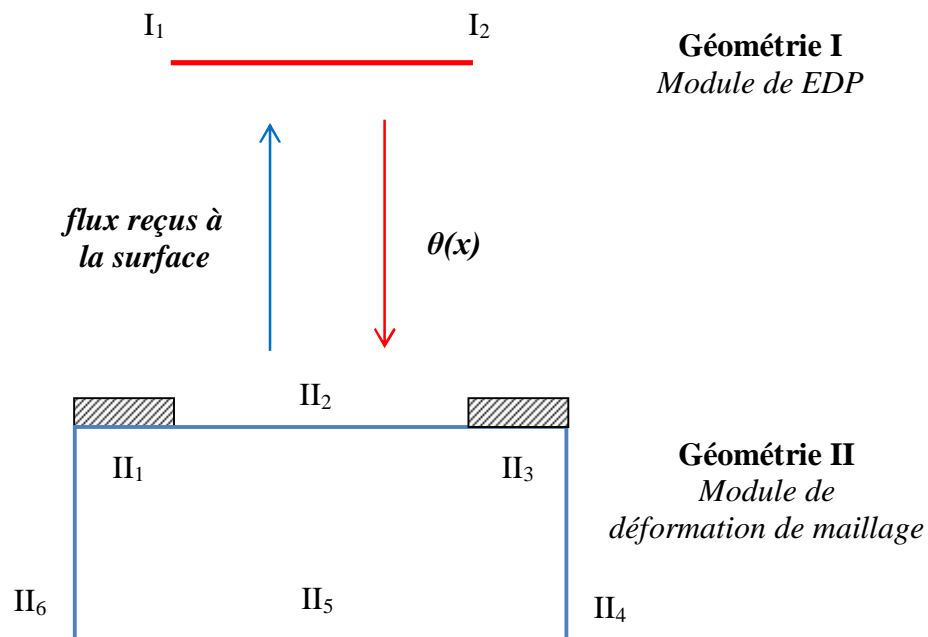 I₁
I₂
Géométrie I
Module de EDP
flux reçus à
la surface
θ(x)
II₂
II₁
II₃
Géométrie II
Module de
déformation de maillage
II₆
II₅
II₄